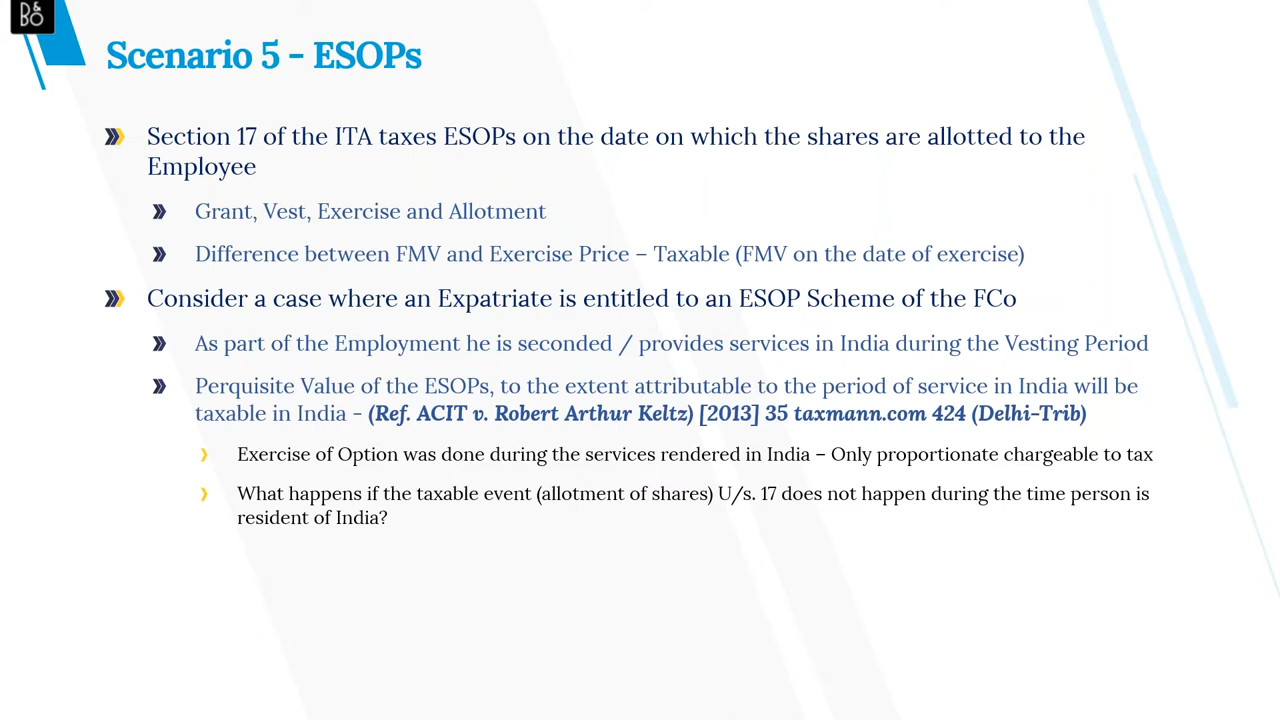 B&O
Scenario 5 - ESOPs
Section 17 of the ITA taxes ESOPs on the date on which the shares are allotted to the
Employee
Grant, Vest, Exercise and Allotment
Difference between FMV and Exercise Price – Taxable (FMV on the date of exercise)
Consider a case where an Expatriate is entitled to an ESOP Scheme of the FCo
As part of the Employment he is seconded / provides services in India during the Vesting Period
Perquisite Value of the ESOPs, to the extent attributable to the period of service in India will be
taxable in India - (Ref. ACIT v. Robert Arthur Keltz) [2013] 35 taxmann.com 424 (Delhi-Trib)
Exercise of Option was done during the services rendered in India – Only proportionate chargeable to tax
What happens if the taxable event (allotment of shares) U/s. 17 does not happen during the time person is
resident of India?